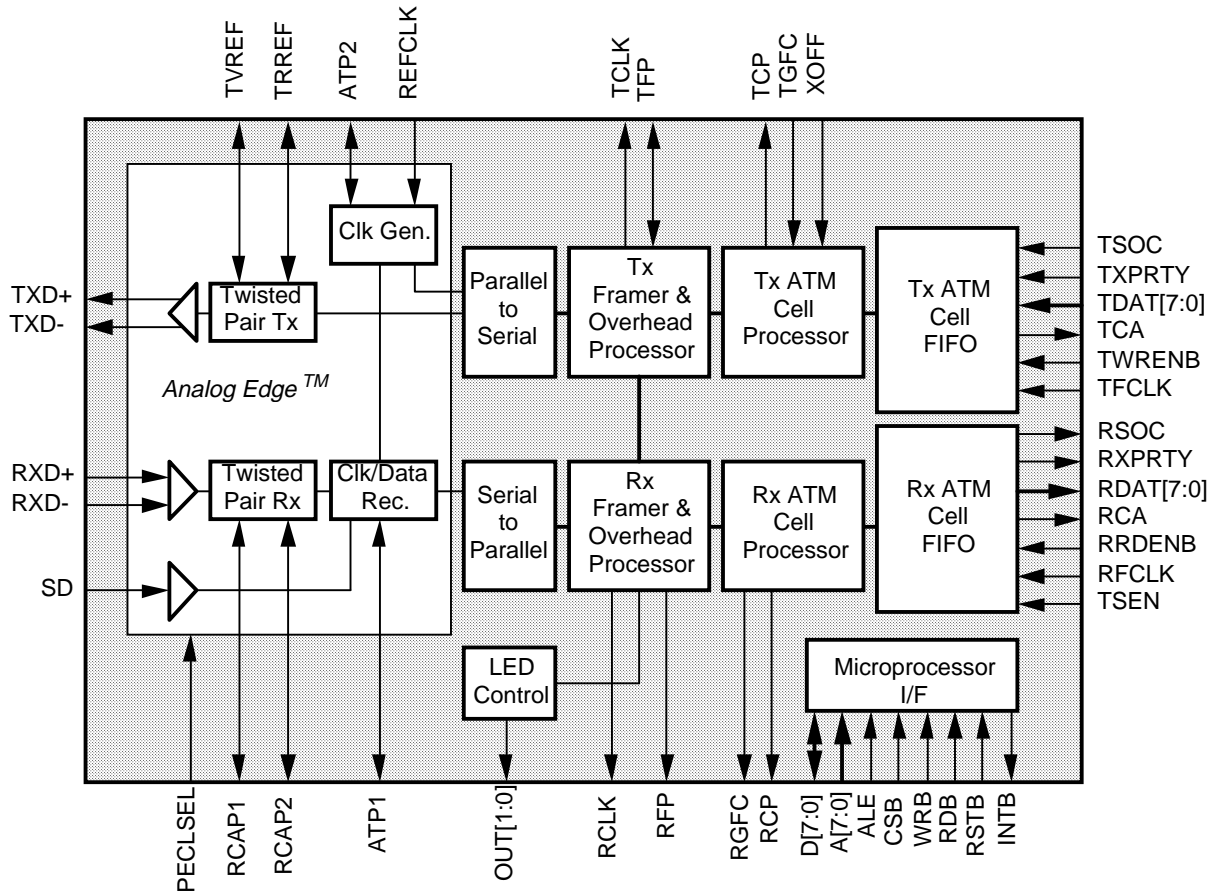 TVREF
TRREF
ATP2
REFCLK
TCLK
TFP
TCP
TGFC
XOFF
Clk Gen.
TXD+
TXD-
Twisted
Pair Tx
Parallel
to
Serial
Tx
Framer &
Overhead
Processor
Tx ATM
Cell
Processor
Tx ATM
Cell
FIFO
TSOC
TXPRTY
TDAT[7:0]
TCA
TWRENB
TFCLK
Analog Edge TM
RXD+
RXD-
SD
Twisted
Pair Rx
Clk/Data
Rec.
Serial
to
Parallel
Rx
Framer &
Overhead
Processor
Rx ATM
Cell
Processor
Rx ATM
Cell
FIFO
RSOC
RXPRTY
RDAT[7:0]
RCA
RRDENB
RFCLK
TSEN
LED
Control
Microprocessor
I/F
PECLSEL
RCAP1
RCAP2
ATP1
OUT[1:0]
RCLK
RFP
RGFC
RCP
D[7:0]
A[7:0]
ALE
CSB
WRB
RDB
RSTB
INTB